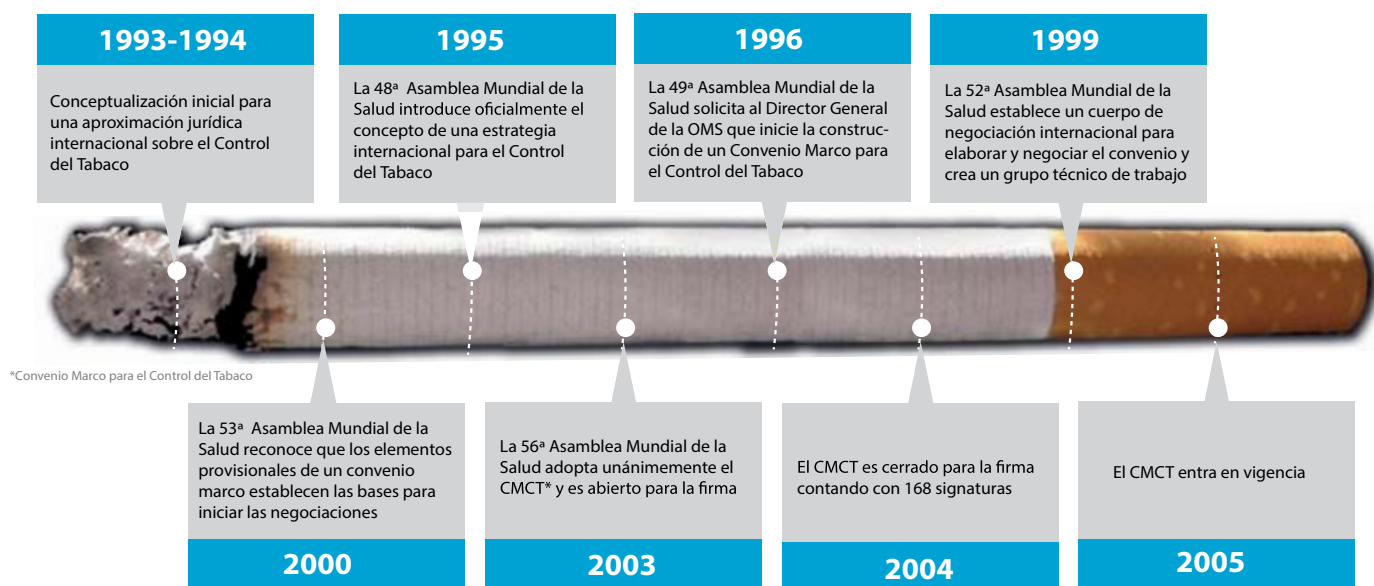 1993-1994
Conceptualización inicial para
una aproximación jurídica
internacional sobre el Control
del Tabaco
1995
La 48ª Asamblea Mundial de la
Salud introduce oficialmente el
concepto de una estrategia
internacional para el Control
del Tabaco
1996
La 49ª Asamblea Mundial de la
Salud solicita al Director General
de la OMS que inicie la construc-
ción de un Convenio Marco para
el Control del Tabaco
1999
La 52ª Asamblea Mundial de la
Salud establece un cuerpo de
negociación internacional para
elaborar y negociar el convenio y
crea un grupo técnico de trabajo
*Convenio Marco para el Control del Tabaco
La 53ª Asamblea Mundial de la
Salud reconoce que los elementos
provisionales de un convenio
marco establecen las bases para
iniciar las negociaciones
2000
La 56ª Asamblea Mundial de la
Salud adopta unánimemente el
CMCT* y es abierto para la firma
2003
El CMCT es cerrado para la firma
contando con 168 signaturas
2004
El CMCT entra en vigencia
2005